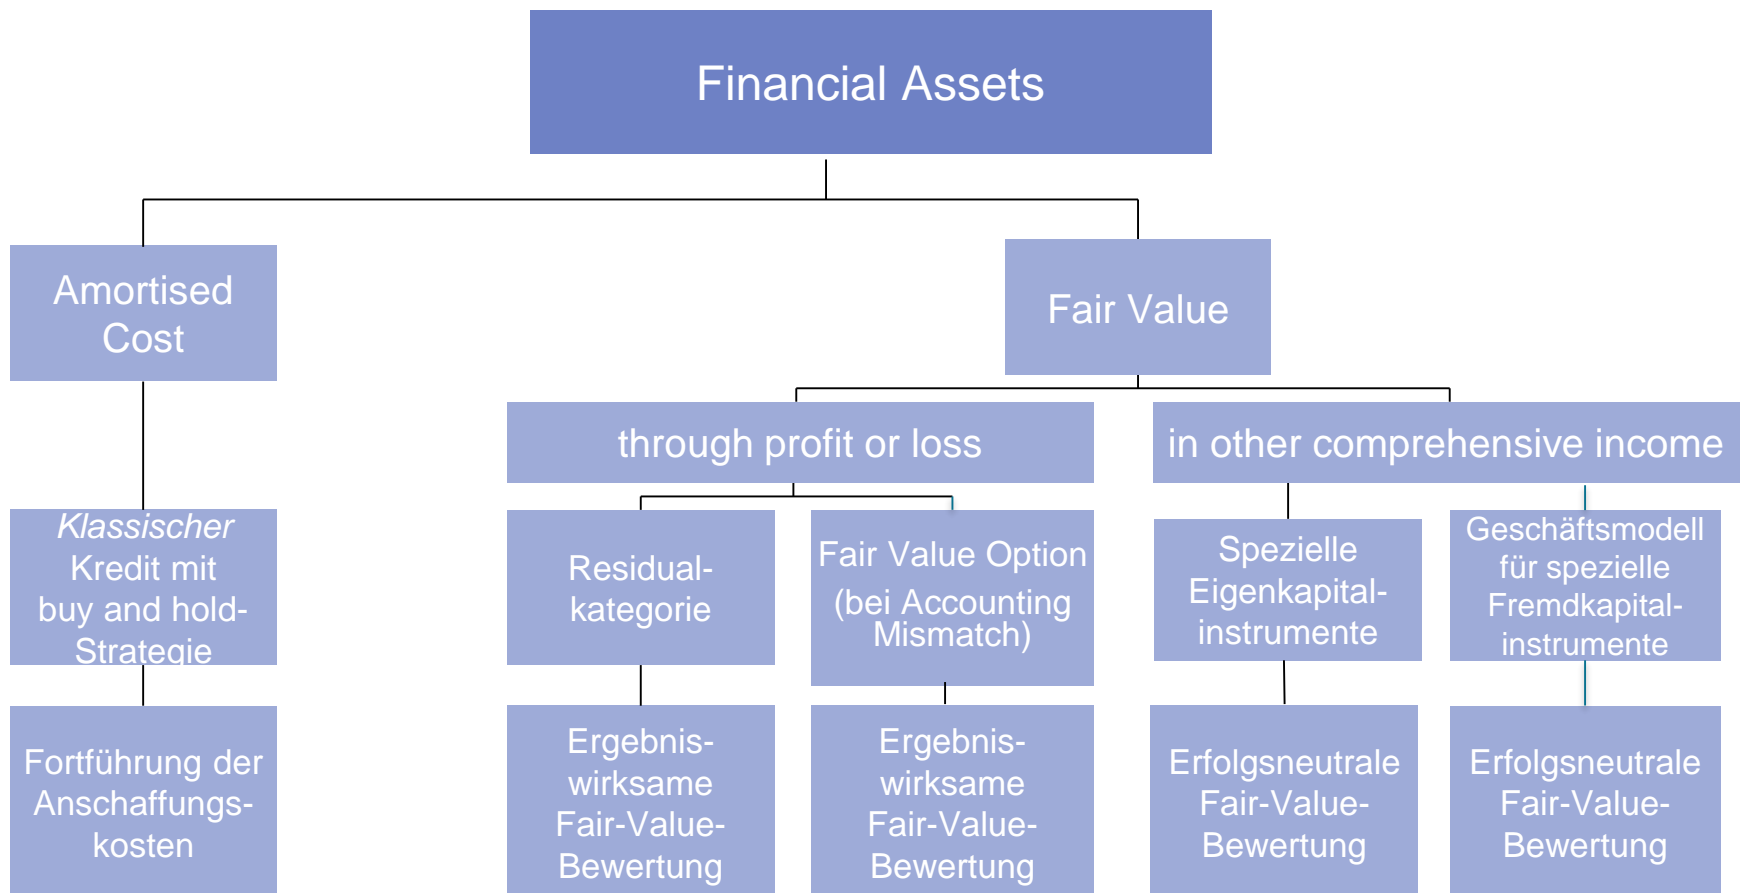 Financial Assets
Amortised
Cost
Fair Value
through profit or loss
in other comprehensive income
Klassischer
Kredit mit
buy and hold-
Strategie
Residual-
kategorie
Fair Value Option
(bei Accounting
Mismatch)
Spezielle
Eigenkapital-
instrumente
Geschäftsmodell
für spezielle
Fremdkapital-
instrumente
Fortführung der
Anschaffungs-
kosten
Ergebnis-
wirksame
Fair-Value-
Bewertung
Ergebnis-
wirksame
Fair-Value-
Bewertung
Erfolgsneutrale
Fair-Value-
Bewertung
Erfolgsneutrale
Fair-Value-
Bewertung